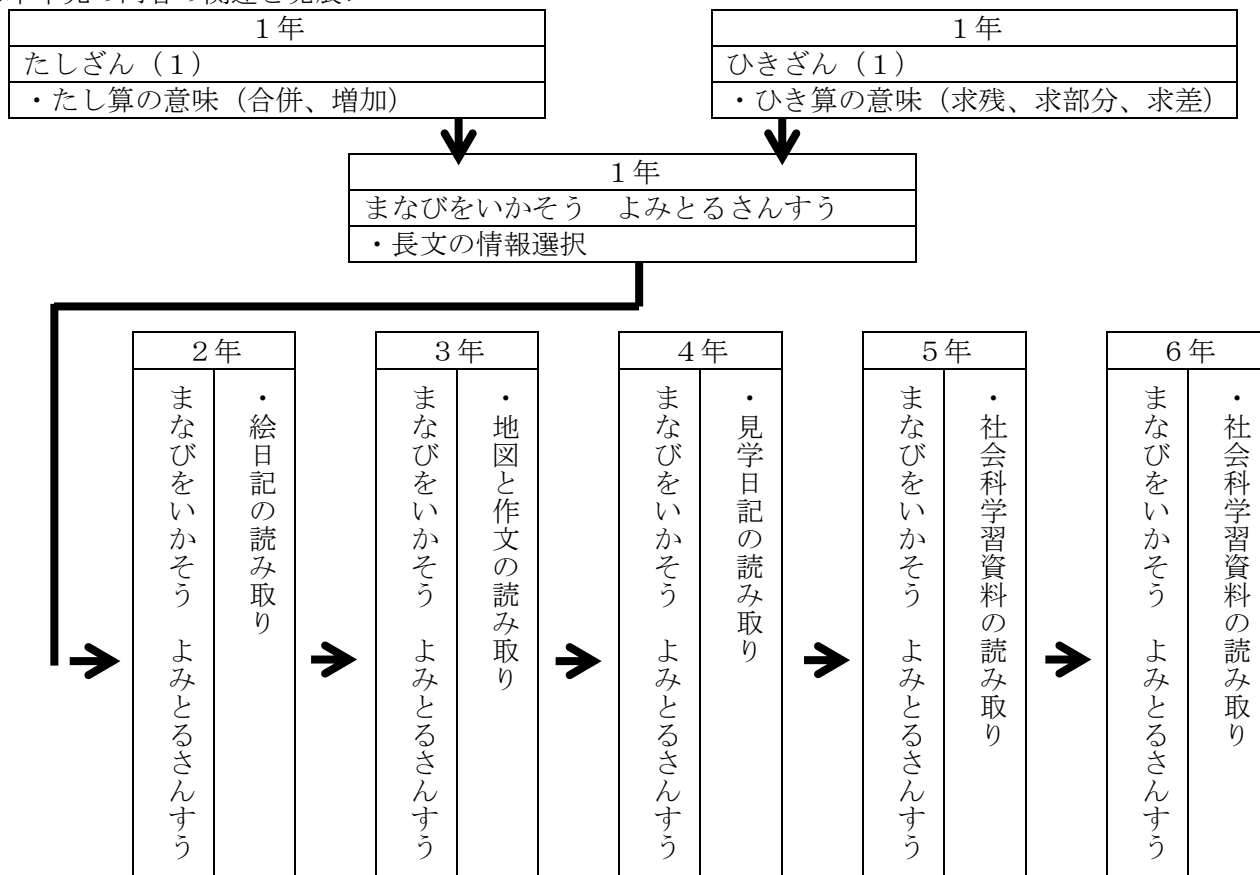 1年
たしざん（1）
・たし算の意味（合併、増加）
1年
ひきざん（1）
・ひき算の意味（求残、求部分、求差）
1年
まなびをいかそう　よみとるさんすう
・長文の情報選択
2年
まなびをいかそう　よみとるさんすう
・絵日記の読み取り
3年
まなびをいかそう　よみとるさんすう
・地図と作文の読み取り
4年
まなびをいかそう　よみとるさんすう
・見学日記の読み取り
5年
まなびをいかそう　よみとるさんすう
・社会科学習資料の読み取り
6年
まなびをいかそう　よみとるさんすう
・社会科学習資料の読み取り